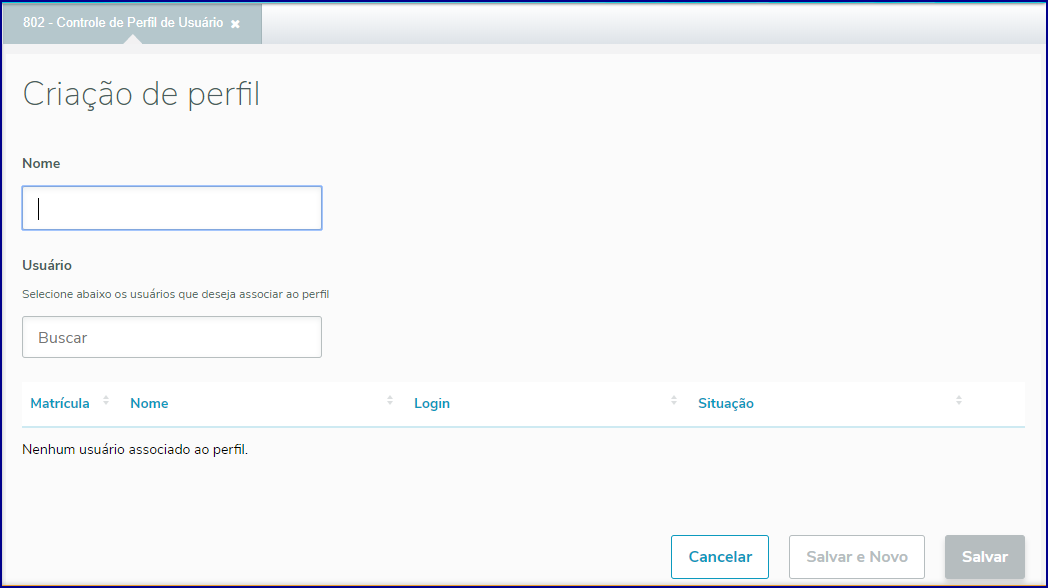 802 - Controle de Perfil de Usuário ×
Criação de perfil
Nome
Usuário
Selecione abaixo os usuários que deseja associar ao perfil
Buscar
Matrícula Nome Login Situação
Nenhum usuário associado ao perfil.
Cancelar Salvar e Novo Salvar